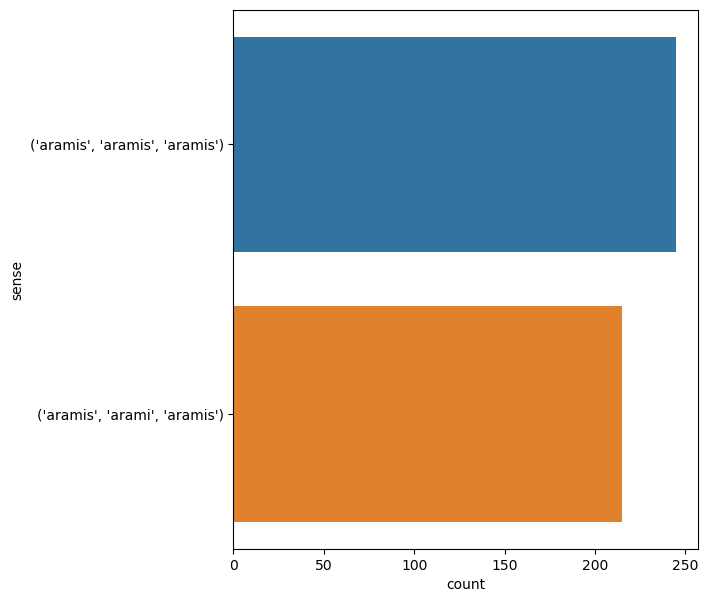 ('aramis', 'aramis', 'aramis')
sense
('aramis', 'arami', 'aramis')
0 50 100 150 200 250
count